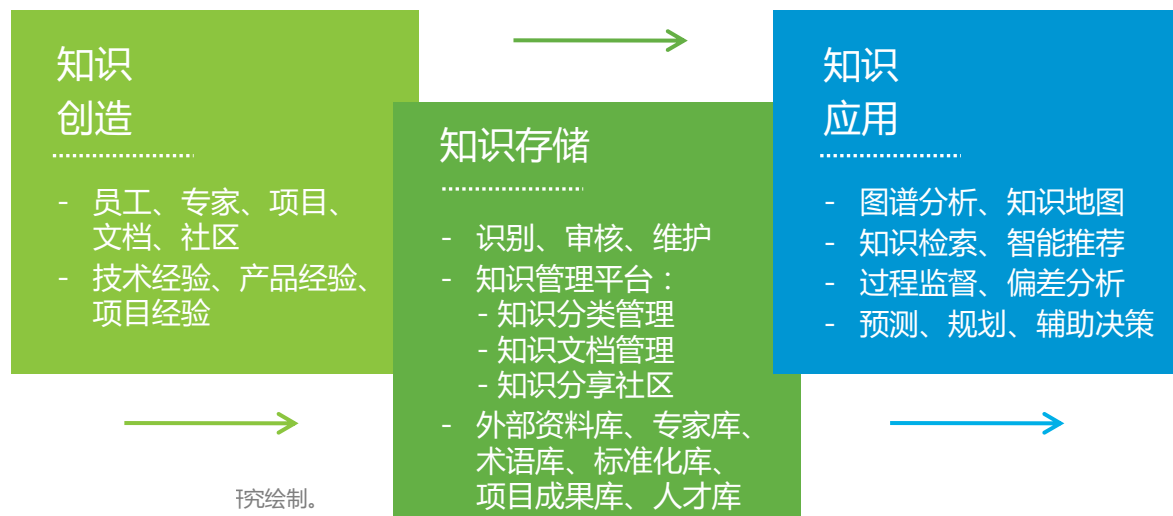 知识
创造
- 员工、专家、项目、
文档、社区
- 技术经验、产品经验、
项目经验
知识存储
- 识别、审核、维护
- 知识管理平台：
- 知识分类管理
- 知识文档管理
- 知识分享社区
- 外部资料库、专家库、
术语库、标准化库、
项目成果库、人才库
知识
应用
- 图谱分析、知识地图
- 知识检索、智能推荐
- 过程监督、偏差分析
- 预测、规划、辅助决策
究绘制。